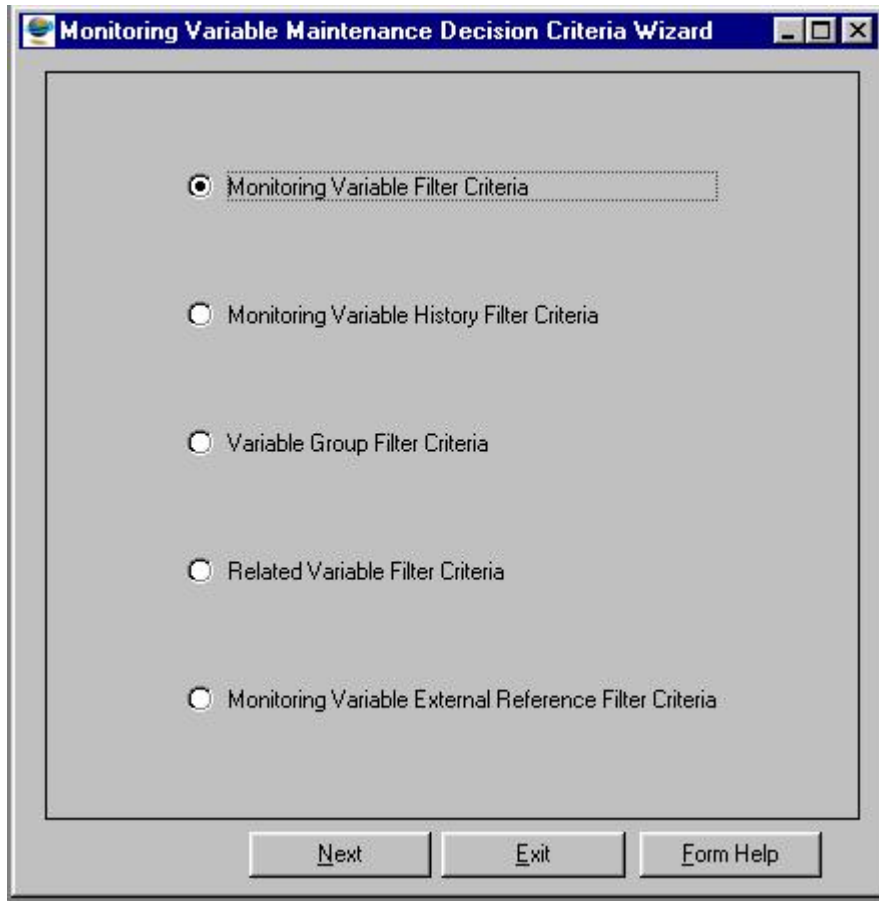 Monitoring Variable Maintenance Decision Criteria Wizard
Monitoring Variable Filter Criteria
Monitoring Variable History Filter Criteria
Variable Group Filter Criteria
Related Variable Filter Criteria
Monitoring Variable External Reference Filter Criteria
Next Exit Form Help